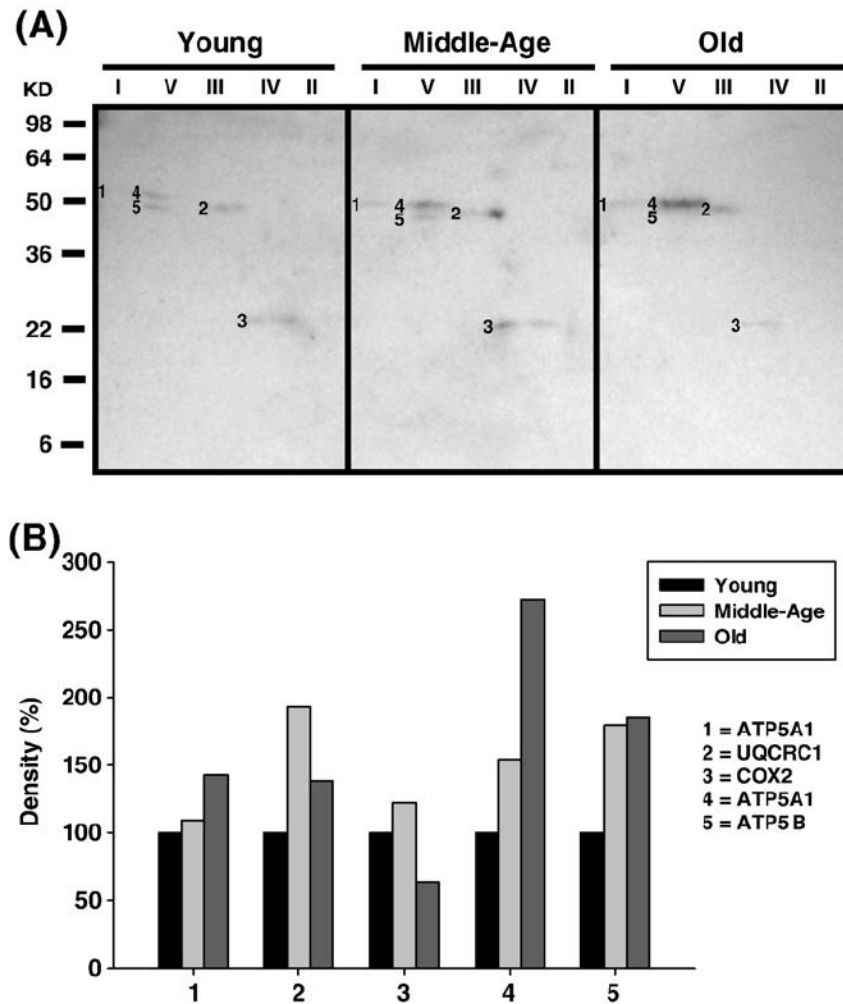 (A)
Young Middle-Age Old
KD I V III IV II I V III IV II I V III IV II
98
64
50
36
22
16
6
1 4 5 2 3
1 4 5 2 3
1 4 5 2 3
(B)
300
250
200
150
100
50
0
Density (%)
1 2 3 4 5
Young
Middle-Age
Old
1 = ATP5A1
2 = UQCRC1
3 = COX2
4 = ATP5A1
5 = ATP5B